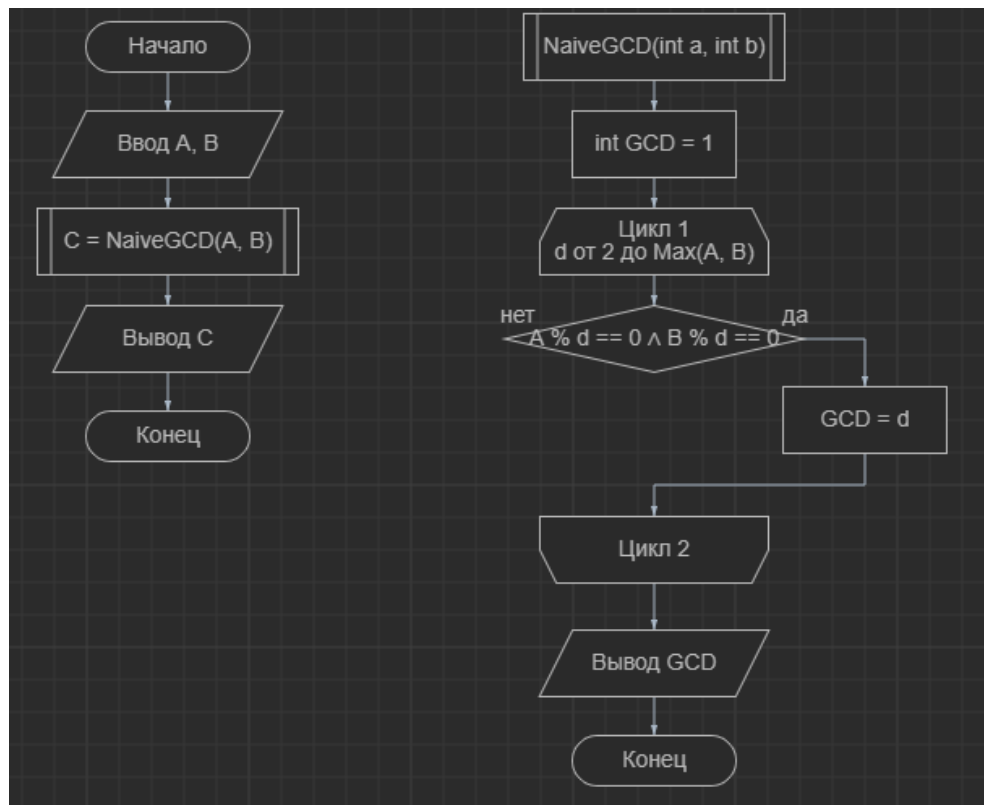 Начало
Ввод A, B
C = NaiveGCD(A, B)
Вывод C
Конец
NaiveGCD(int a, int b)
int GCD = 1
Цикл 1
d от 2 до Max(A, B)
нет
да
A % d == 0 ∧ B % d == 0
GCD = d
Цикл 2
Вывод GCD
Конец